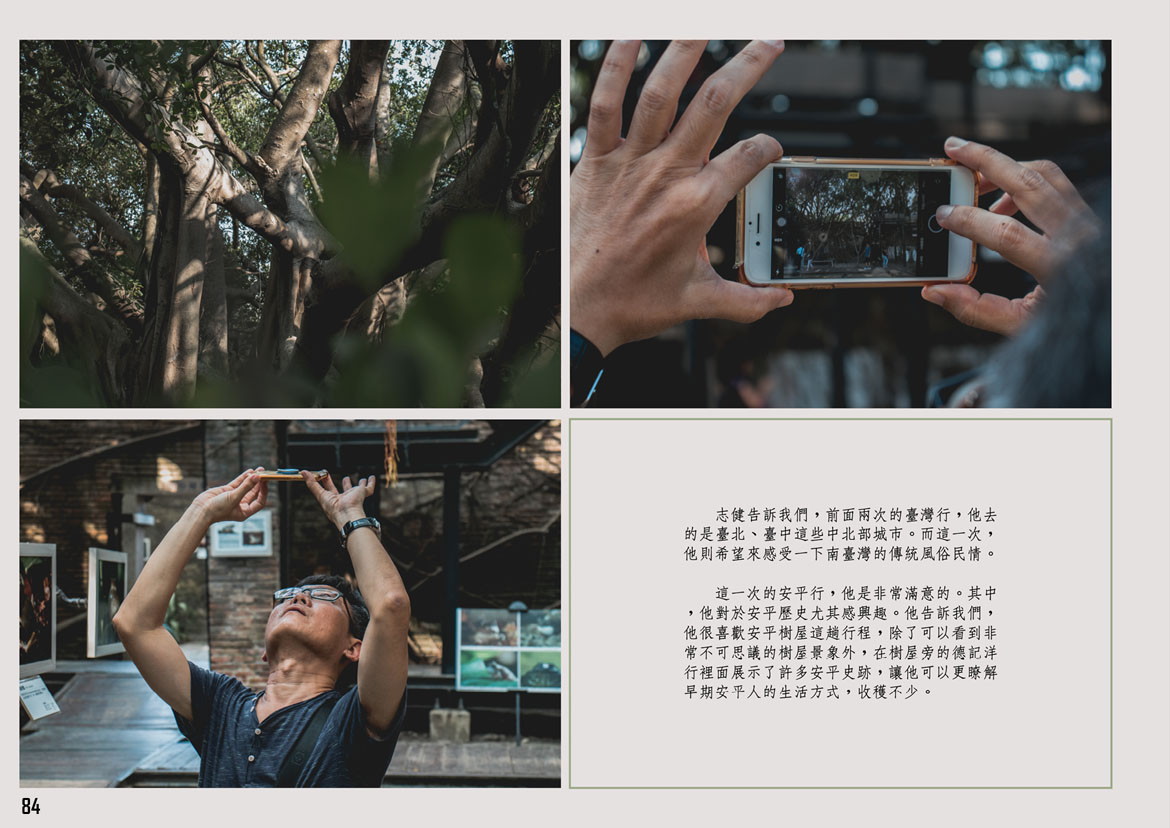 志健告訴我們，前面兩次的臺灣行，他去
的是臺北、臺中這些中北部城市。而這一次，
他則希望來感受一下南臺灣的傳統風俗民情。
這一次的安平行，他是非常滿意的。其中
，他對於安平歷史尤其感興趣。他告訴我們，
他很喜歡安平樹屋這趟行程，除了可以看到非
常不可思議的樹屋景象外，在樹屋旁的德記洋
行裡面展示了許多安平史跡，讓他可以更瞭解
早期安平人的生活方式，收穫不少。
84